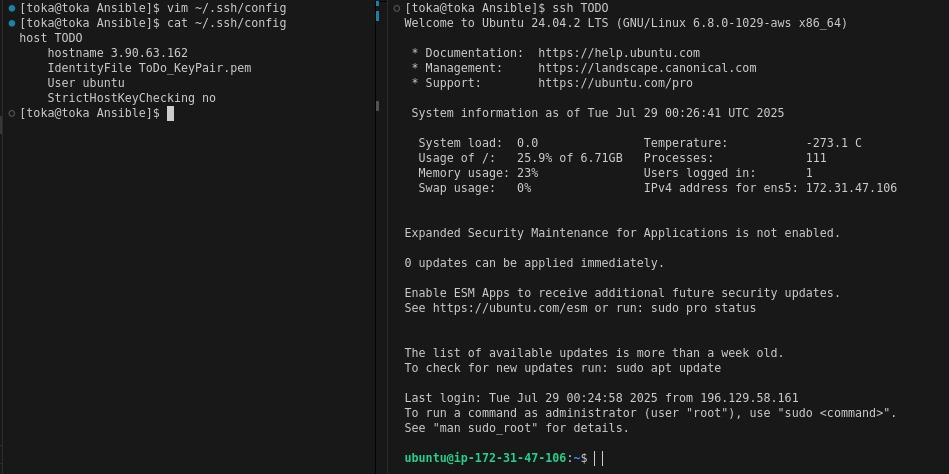 [toka@toka Ansible]$ vim ~/.ssh/config
[toka@toka Ansible]$ cat ~/.ssh/config
host TODO
    hostname 3.90.63.162
    IdentityFile ToDo_KeyPair.pem
    User ubuntu
    StrictHostKeyChecking no
[toka@toka Ansible]$
[toka@toka Ansible]$ ssh TODO
Welcome to Ubuntu 24.04.2 LTS (GNU/Linux 6.8.0-1029-aws x86_64)
 * Documentation:  https://help.ubuntu.com
 * Management:     https://landscape.canonical.com
 * Support:        https://ubuntu.com/pro
 System information as of Tue Jul 29 00:26:41 UTC 2025
  System load:  0.0                Temperature:           -273.1 C
  Usage of /:   25.9% of 6.71GB   Processes:             111
  Memory usage: 23%                Users logged in:       1
  Swap usage:   0%                 IPv4 address for ens5: 172.31.47.106
Expanded Security Maintenance for Applications is not enabled.
0 updates can be applied immediately.
Enable ESM Apps to receive additional future security updates.
See https://ubuntu.com/esm or run: sudo pro status
The list of available updates is more than a week old.
To check for new updates run: sudo apt update
Last login: Tue Jul 29 00:24:58 2025 from 196.129.58.161
To run a command as administrator (user "root"), use "sudo <command>".
See "man sudo_root" for details.
ubuntu@ip-172-31-47-106:~$